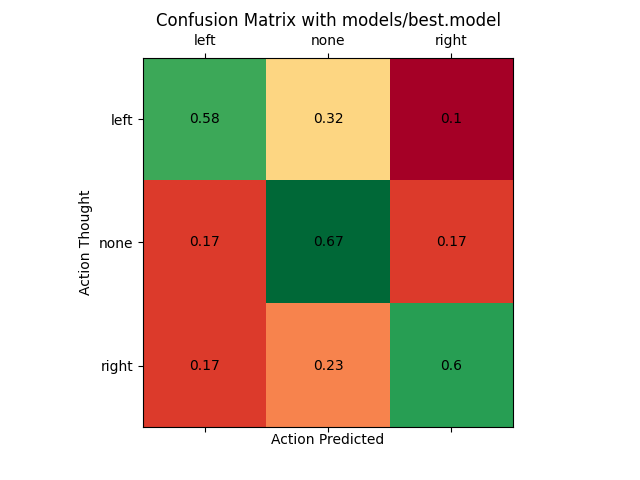 Confusion Matrix with models/best.model
left none right
left 0.58 0.32 0.1
Action Thought
none 0.17 0.67 0.17
right 0.17 0.23 0.6
Action Predicted